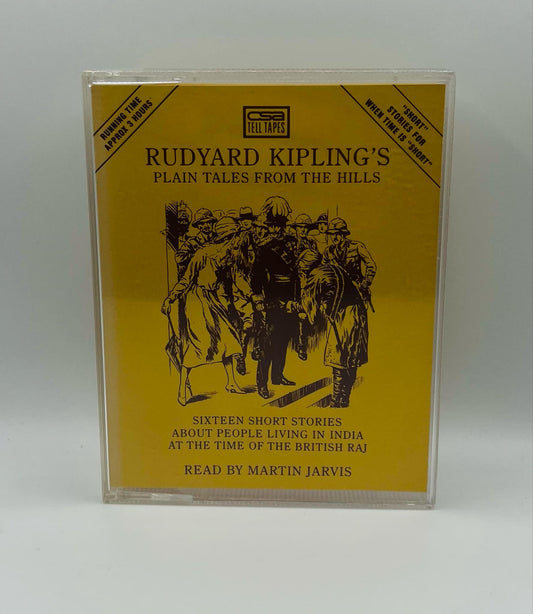 RUNNING TIME
APPROX 3 HOURS
csa
TELL TAPES
"SHORT"
STORIES FOR
WHEN TIME IS "SHORT"
RUDYARD KIPLING'S
PLAIN TALES FROM THE HILLS
SIXTEEN SHORT STORIES
ABOUT PEOPLE LIVING IN INDIA
AT THE TIME OF THE BRITISH RAJ
READ BY MARTIN JARVIS